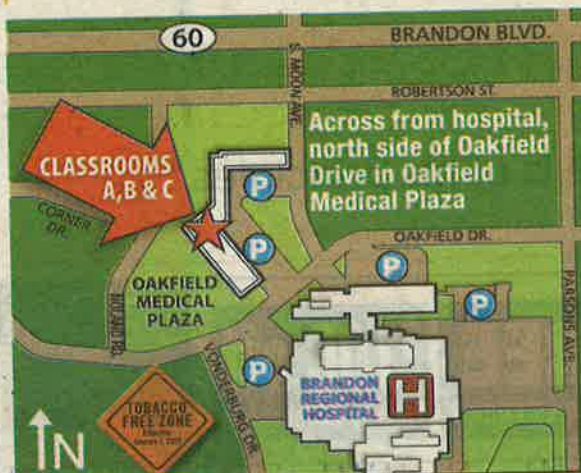 60
BRANDON BLVD.
S. MOON AVE.
ROBERTSON ST.
Across from hospital,
north side of Oakfield
Drive in Oakfield
Medical Plaza
CLASSROOMS
A,B & C
P
CORNER
DR.
P
OAKFIELD DR.
P
OAKFIELD
MEDICAL
PLAZA
PARSONS AVE.
P
VONDERBURG DR.
P
BRANDON
REGIONAL
HOSPITAL
H
TOBACCO
FREE ZONE
N